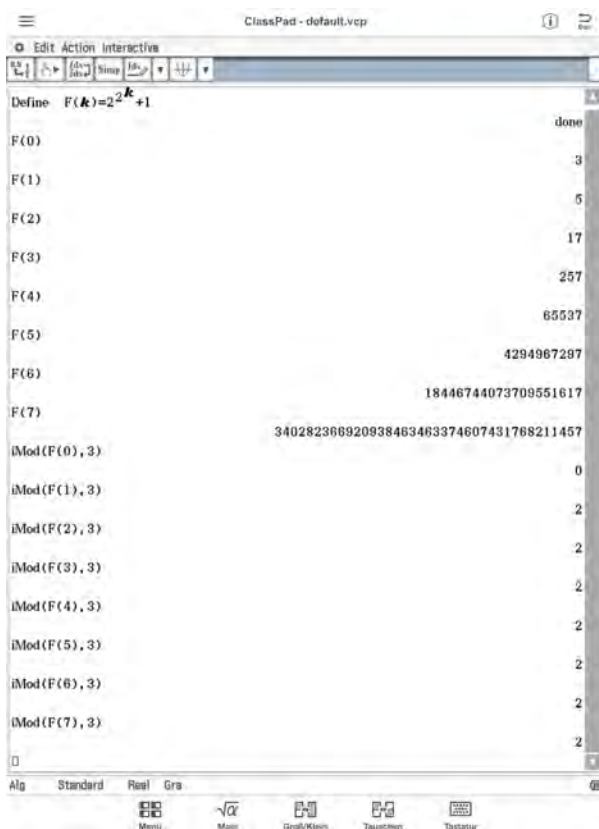 ClassPad - default.vcp
Edit Action Interactive
Simp
Define F(k)=2^2^k+1
done
F(0)
3
F(1)
5
F(2)
17
F(3)
257
F(4)
65537
F(5)
4294967297
F(6)
18446744073709551617
F(7)
340282366920938463463374607431768211457
iMod(F(0),3)
0
iMod(F(1),3)
2
iMod(F(2),3)
2
iMod(F(3),3)
2
iMod(F(4),3)
2
iMod(F(5),3)
2
iMod(F(6),3)
2
iMod(F(7),3)
2
Alg Standard Real Gra
Menü Main Groß/Klein Tauschen Tastatur